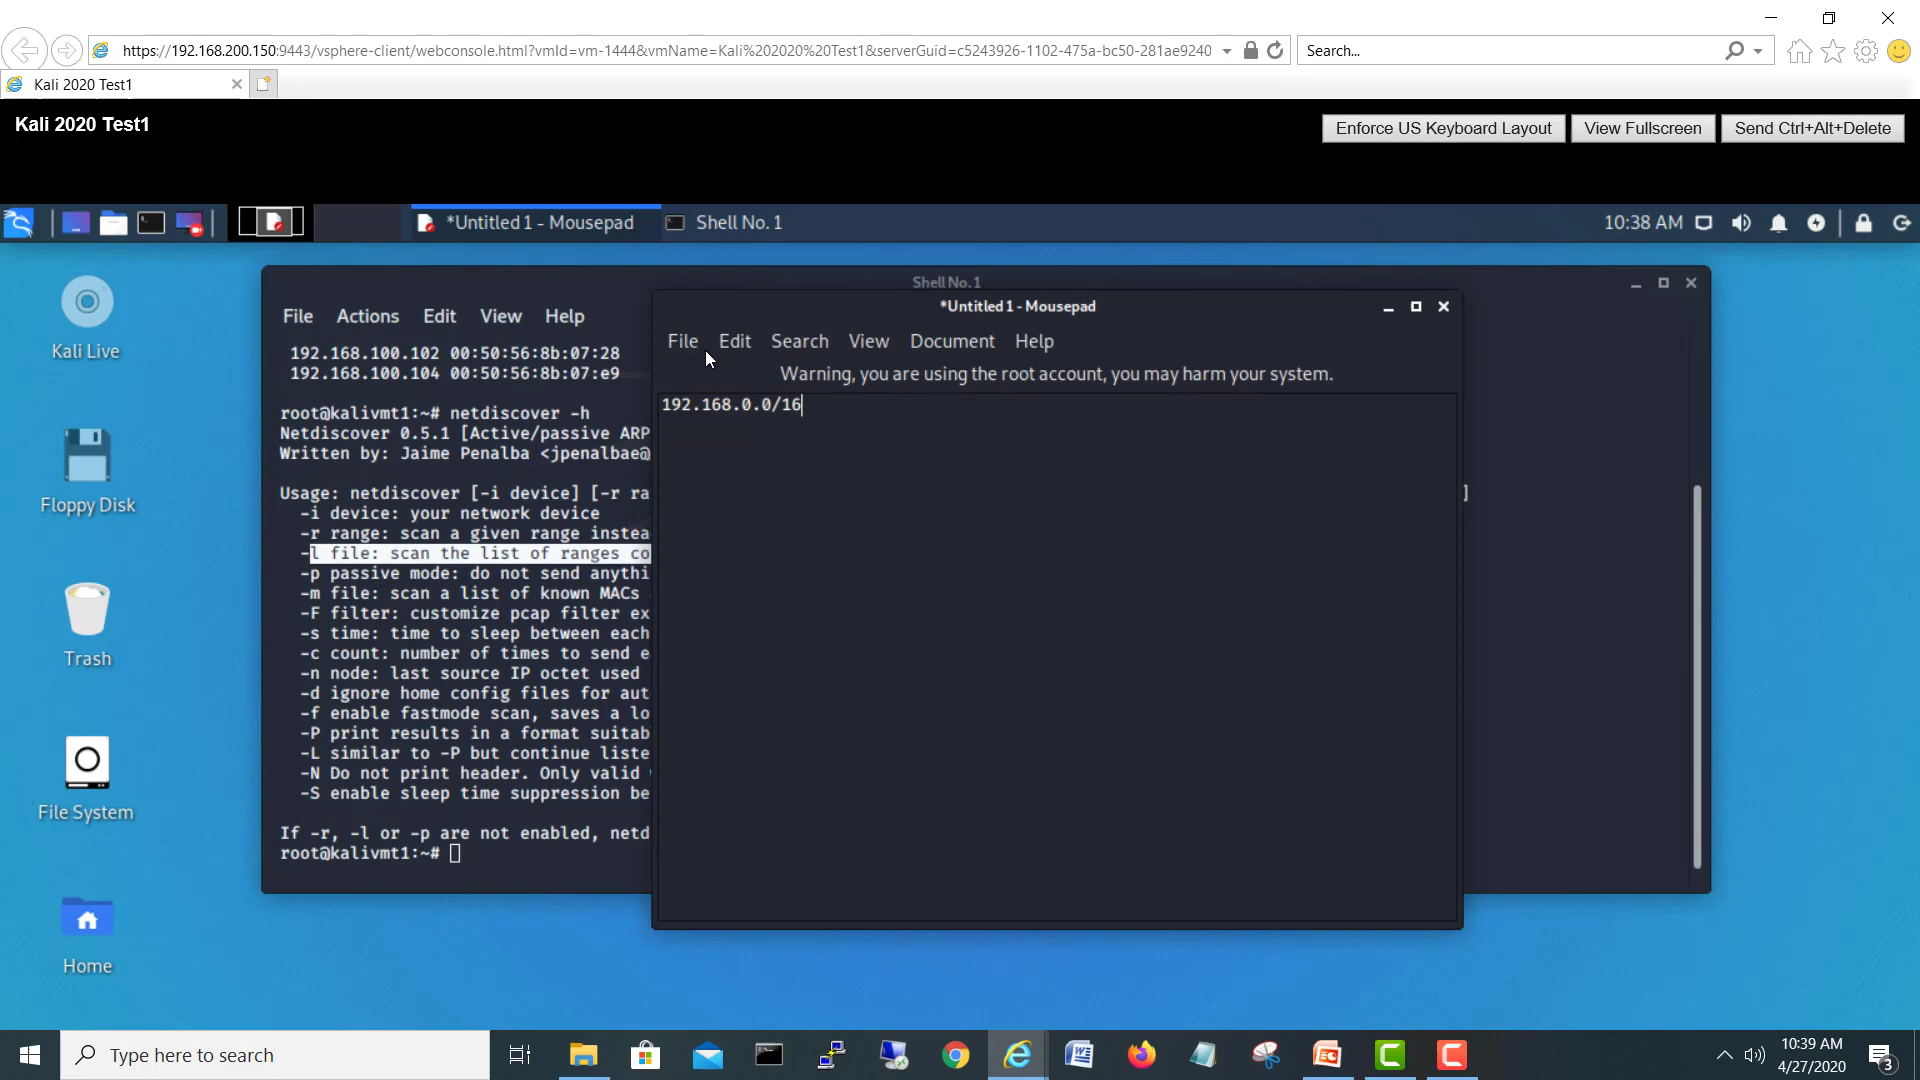 https://192.168.200.150:9443/vsphere-client/webconsole.html?vmId=vm-1444&vmName=Kali%202020%20Test1&serverGuid=c5243926-1102-475a-bc50-281ae9240
Search...
Kali 2020 Test1
Kali 2020 Test1
Enforce US Keyboard Layout
View Fullscreen
Send Ctrl+Alt+Delete
*Untitled 1 - Mousepad
Shell No. 1
10:38 AM
Kali Live
Floppy Disk
Trash
File System
Home
Shell No. 1
File Actions Edit View Help
192.168.100.102 00:50:56:8b:07:28
192.168.100.104 00:50:56:8b:07:e9
root@kalivmt1:~# netdiscover -h
Netdiscover 0.5.1 [Active/passive ARP
Written by: Jaime Penalba <jpenalbae@
Usage: netdiscover [-i device] [-r ra
]
-i device: your network device
-r range: scan a given range instea
-l file: scan the list of ranges co
-p passive mode: do not send anythi
-m file: scan a list of known MACs
-F filter: customize pcap filter ex
-s time: time to sleep between each
-c count: number of times to send e
-n node: last source IP octet used
-d ignore home config files for aut
-f enable fastmode scan, saves a lo
-P print results in a format suitab
-L similar to -P but continue liste
-N Do not print header. Only valid
-S enable sleep time suppression be
If -r, -l or -p are not enabled, netd
root@kalivmt1:~#
*Untitled 1 - Mousepad
File Edit Search View Document Help
Warning, you are using the root account, you may harm your system.
192.168.0.0/16
Type here to search
10:39 AM
4/27/2020
3